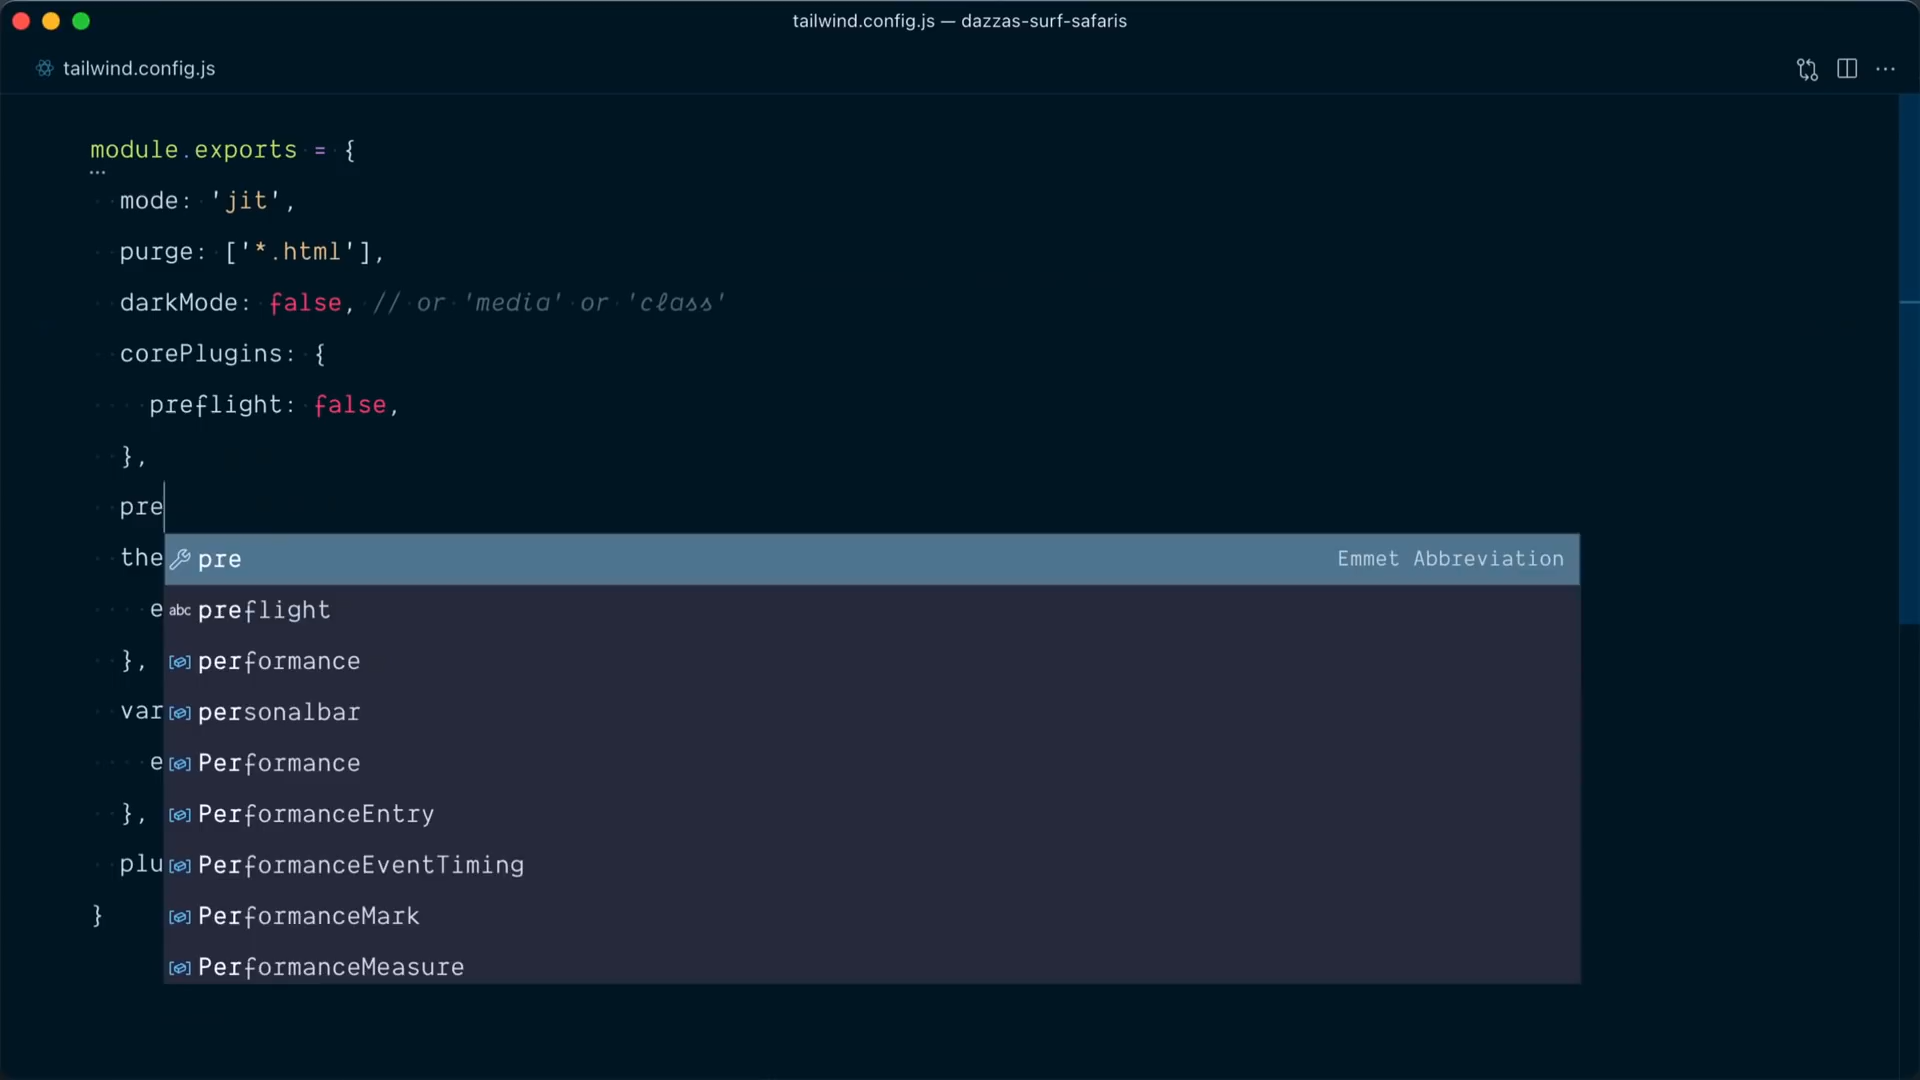 tailwind.config.js — dazzas-surf-safaris
tailwind.config.js
module.exports = {
mode: 'jit',
purge: ['*.html'],
darkMode: false, // or 'media' or 'class'
corePlugins: {
preflight: false,
},
pre
the
pre Emmet Abbreviation
e
abc preflight
},
performance
var
personalbar
e
Performance
},
PerformanceEntry
plu
PerformanceEventTiming
}
PerformanceMark
PerformanceMeasure